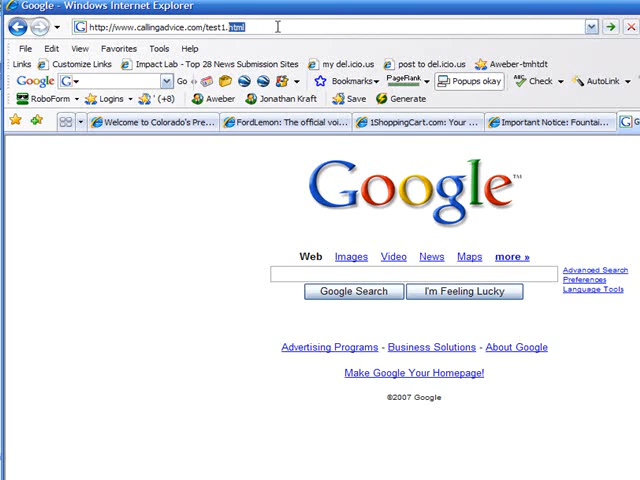 Google - Windows Internet Explorer
http://www.callingadvice.com/test1.html
File Edit View Favorites Tools Help
Links Customize Links Impact Lab - Top 28 News Submission Sites my del.icio.us post to del.icio.us Aweber-tmhtdt
Google G Go Bookmarks PageRank Popups okay Check AutoLink
RoboForm Logins ' (+8) Aweber Jonathan Kraft Save Generate
Welcome to Colorado's Pre... FordLemon: The official voi... 1ShoppingCart.com: Your ... Important Notice: Fountai... G
Google™
Web Images Video News Maps more »
Advanced Search
Preferences
Language Tools
Google Search I'm Feeling Lucky
Advertising Programs - Business Solutions - About Google
Make Google Your Homepage!
©2007 Google